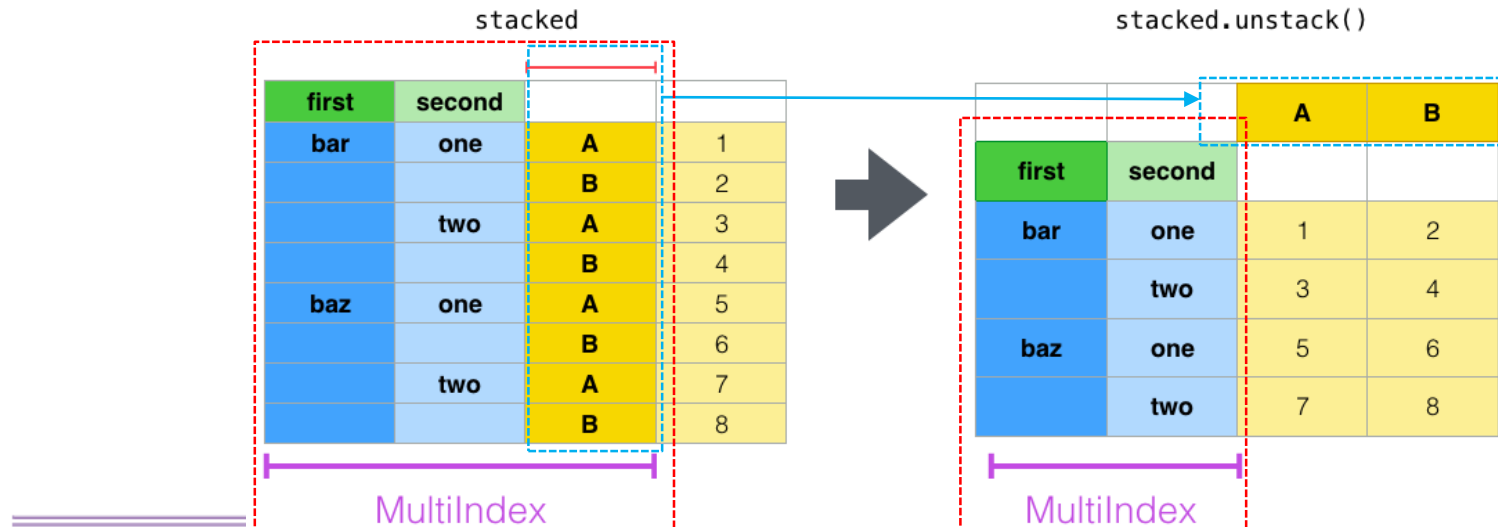 stacked
stacked.unstack()
first second
bar one A 1
B 2
two A 3
B 4
baz one A 5
B 6
two A 7
B 8
MultiIndex
A B
first second
bar one 1 2
two 3 4
baz one 5 6
two 7 8
MultiIndex